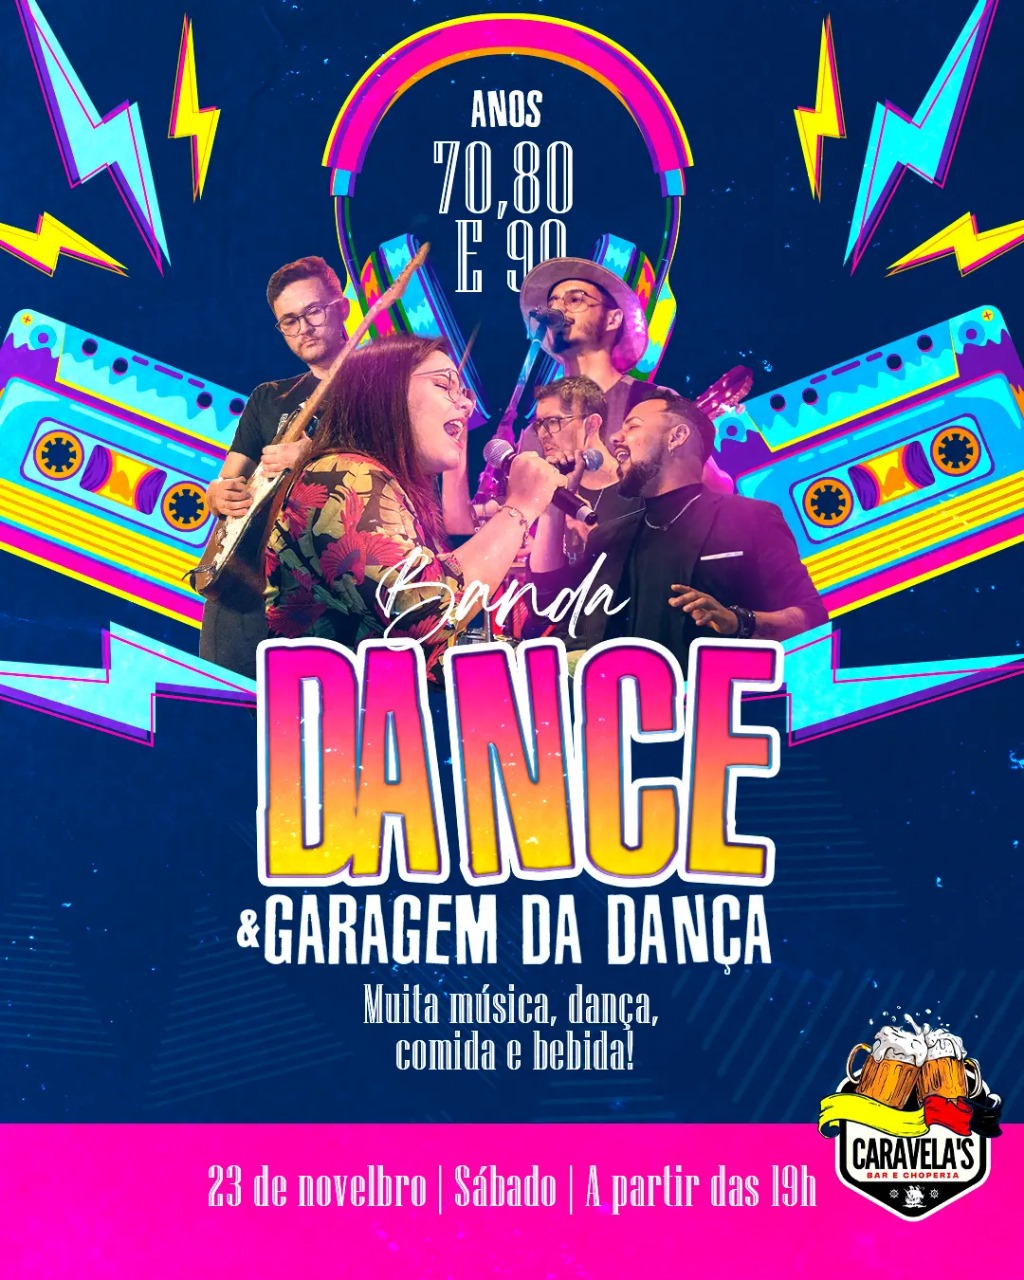 ANOS
70,80
E 90
Banda
DANCE
&GARAGEM DA DANÇA
Muita música, dança,
comida e bebida!
CARAVELA'S
BAR E CHOPERIA
23 de novelbro | Sábado | A partir das 19h